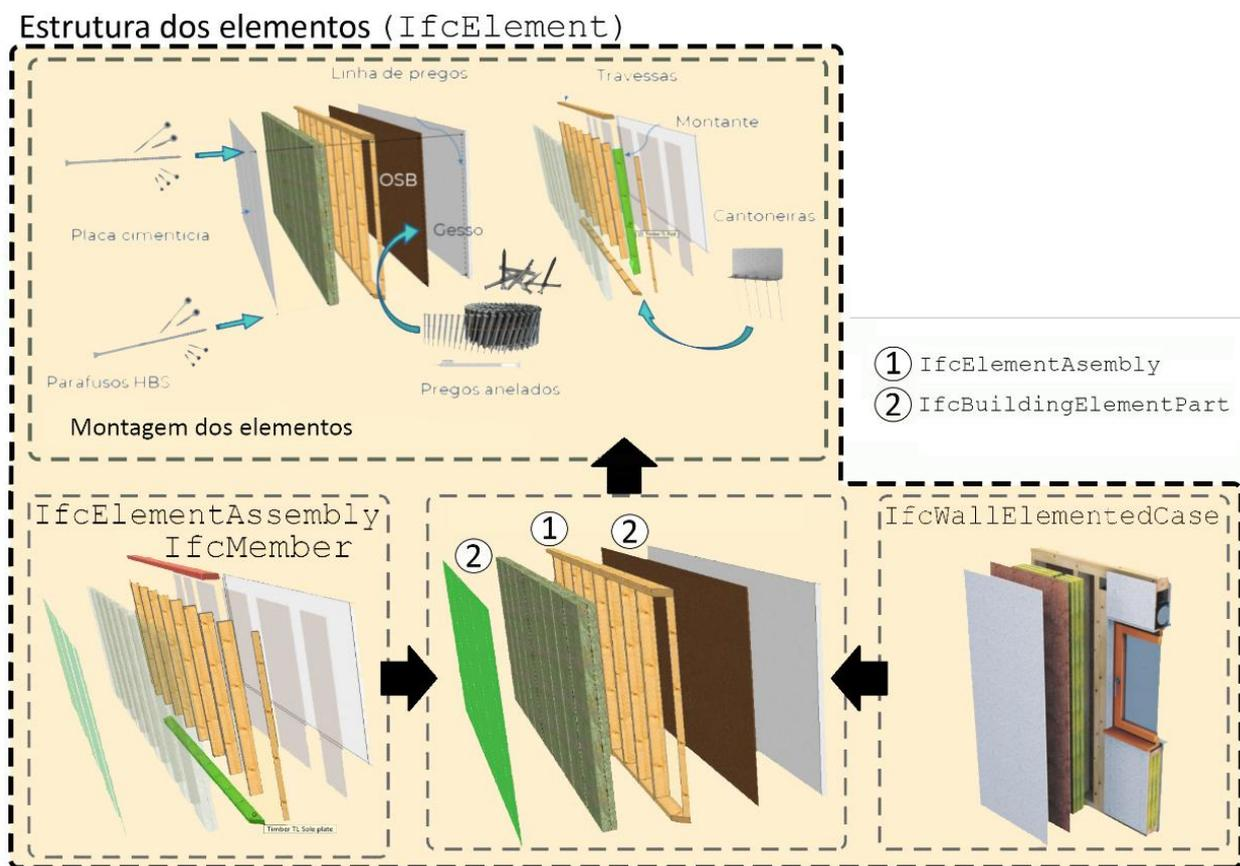 Estrutura dos elementos (IfcElement)
Linha de pregos
Travessas
Montante
OSB
Cantoneiras
Placa cimenticia
Gesso
Parafusos HBS
Pregos anelados
Montagem dos elementos
1 IfcElementAsembly
2 IfcBuildingElementPart
IfcElementAssembly
IfcMember
1
2
2
IfcWallElementedCase
Timber TL Sole plate